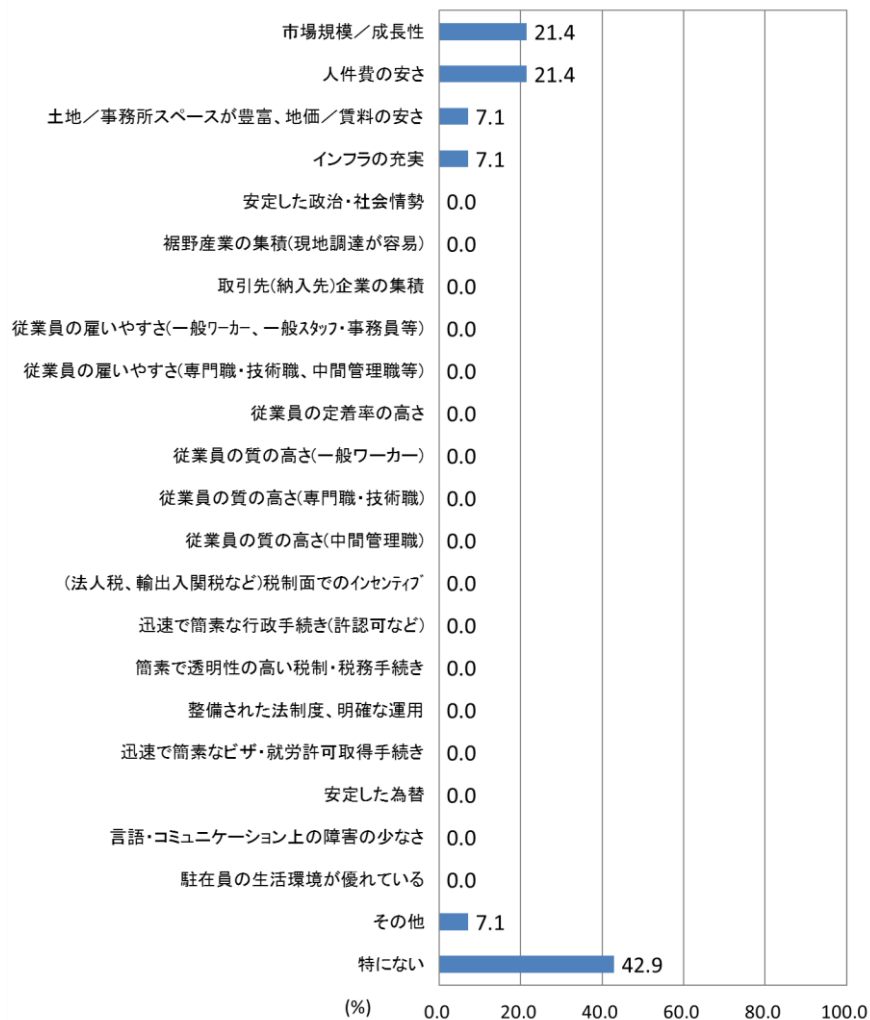 市場規模／成長性 21.4
人件費の安さ 21.4
土地／事務所スペースが豊富、地価／賃料の安さ 7.1
インフラの充実 7.1
安定した政治・社会情勢 0.0
裾野産業の集積(現地調達が容易) 0.0
取引先(納入先)企業の集積 0.0
従業員の雇いやすさ(一般ﾜｰｶｰ、一般ｽﾀｯﾌ・事務員等) 0.0
従業員の雇いやすさ(専門職・技術職、中間管理職等) 0.0
従業員の定着率の高さ 0.0
従業員の質の高さ(一般ワーカー) 0.0
従業員の質の高さ(専門職・技術職) 0.0
従業員の質の高さ(中間管理職) 0.0
(法人税、輸出入関税など)税制面でのｲﾝｾﾝﾃｨﾌﾞ 0.0
迅速で簡素な行政手続き(許認可など) 0.0
簡素で透明性の高い税制・税務手続き 0.0
整備された法制度、明確な運用 0.0
迅速で簡素なビザ・就労許可取得手続き 0.0
安定した為替 0.0
言語・コミュニケーション上の障害の少なさ 0.0
駐在員の生活環境が優れている 0.0
その他 7.1
特にない 42.9
(%) 0.0 20.0 40.0 60.0 80.0 100.0